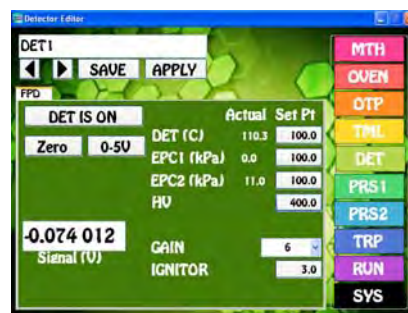 Detector Editor
DET1
MTH
SAVE APPLY
OVEN
FPD
OTP
DET IS ON Actual Set Pt
TML
Zero 0-5V DET (C) 110.3 100.0
DET
EPC1 (kPa) 0.0 100.0
EPC2 (kPa) 11.0 100.0
PRS1
HV 400.0
PRS2
-0.074 012
TRP
Signal (V) GAIN 6
IGNITOR 3.0
RUN
SYS